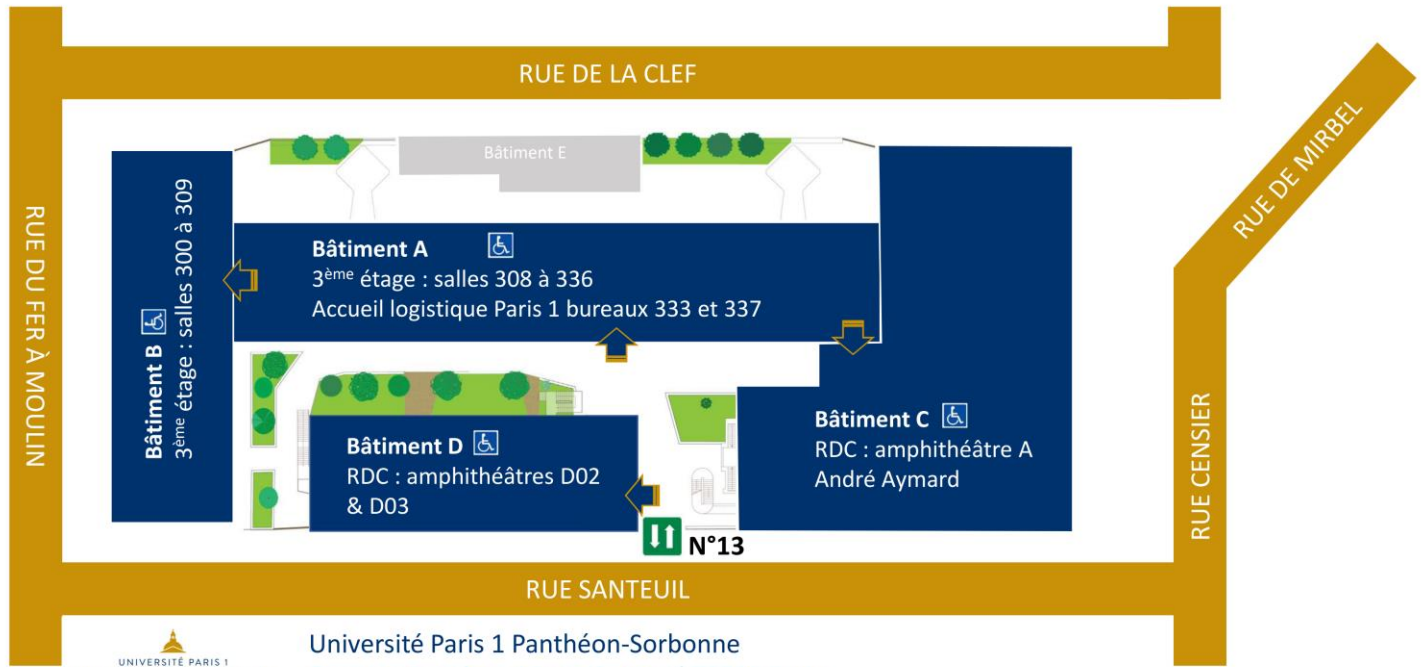 RUE DE LA CLEF
RUE DE MIRBEL
Bâtiment E
RUE DU FER À MOULIN
Bâtiment B
3ème étage : salles 300 à 309
Bâtiment A
3ème étage : salles 308 à 336
Accueil logistique Paris 1 bureaux 333 et 337
Bâtiment D
RDC : amphithéâtres D02
& D03
Bâtiment C
RDC : amphithéâtre A
André Aymard
RUE CENSIER
N°13
RUE SANTEUIL
UNIVERSITÉ PARIS 1
Université Paris 1 Panthéon-Sorbonne